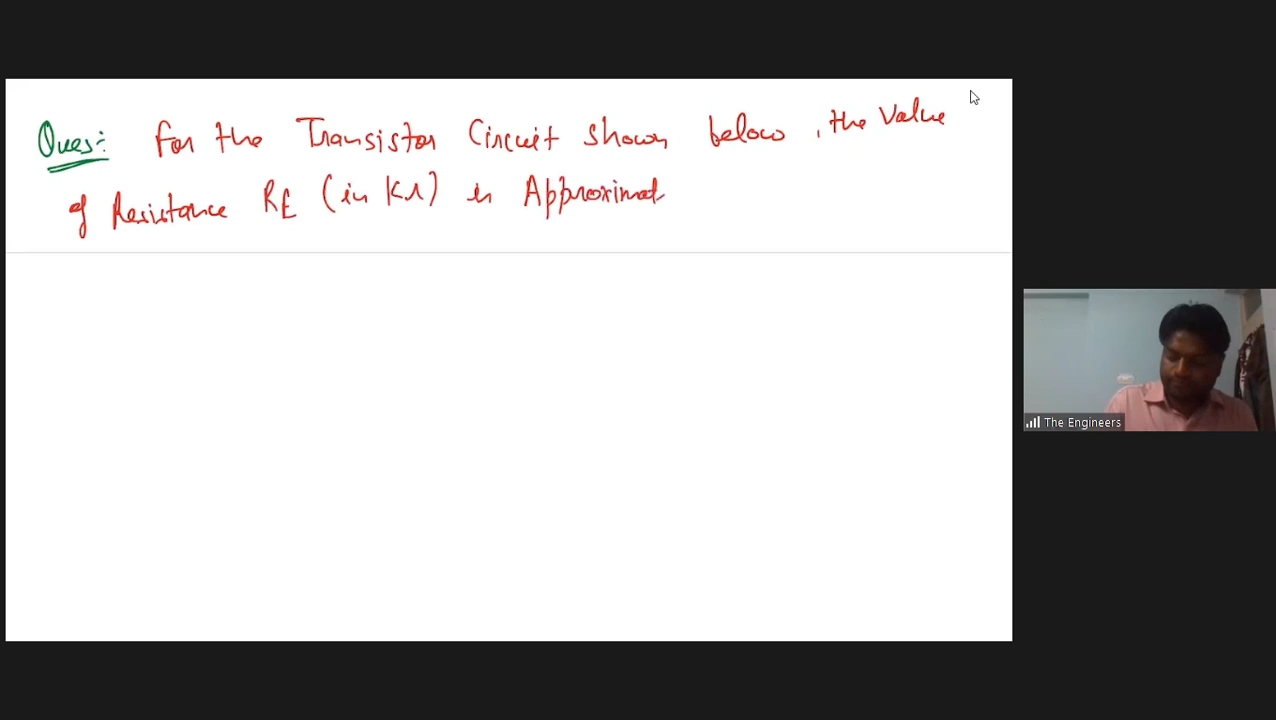 Ques:- For the Transistor Circuit shown below, the Value
of Resistance RE (in KΩ) is Approximat
The Engineers